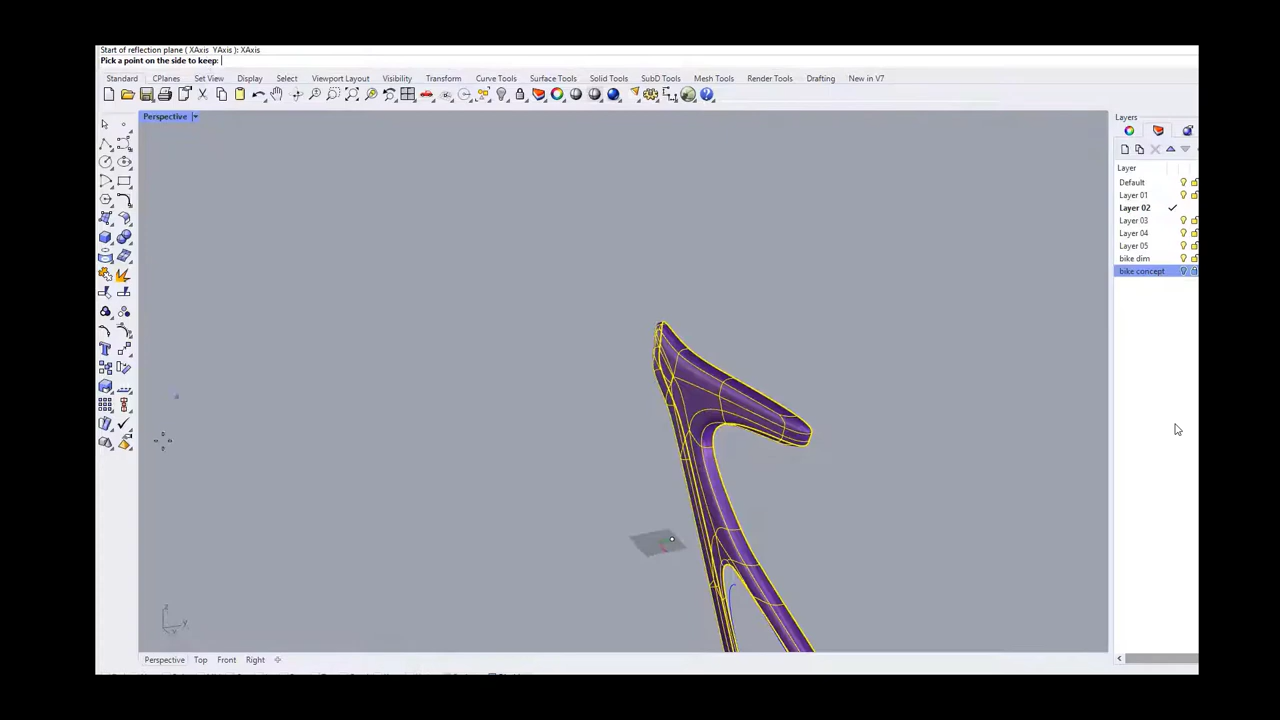 Start of reflection plane ( XAxis  YAxis ): XAxis
Pick a point on the side to keep:
Standard CPlanes Set View Display Select Viewport Layout Visibility Transform Curve Tools Surface Tools Solid Tools SubD Tools Mesh Tools Render Tools Drafting New in V7
Perspective
Layers
Layer
Default
Layer 01
Layer 02
Layer 03
Layer 04
Layer 05
bike dim
bike concept
z
y
Perspective Top Front Right